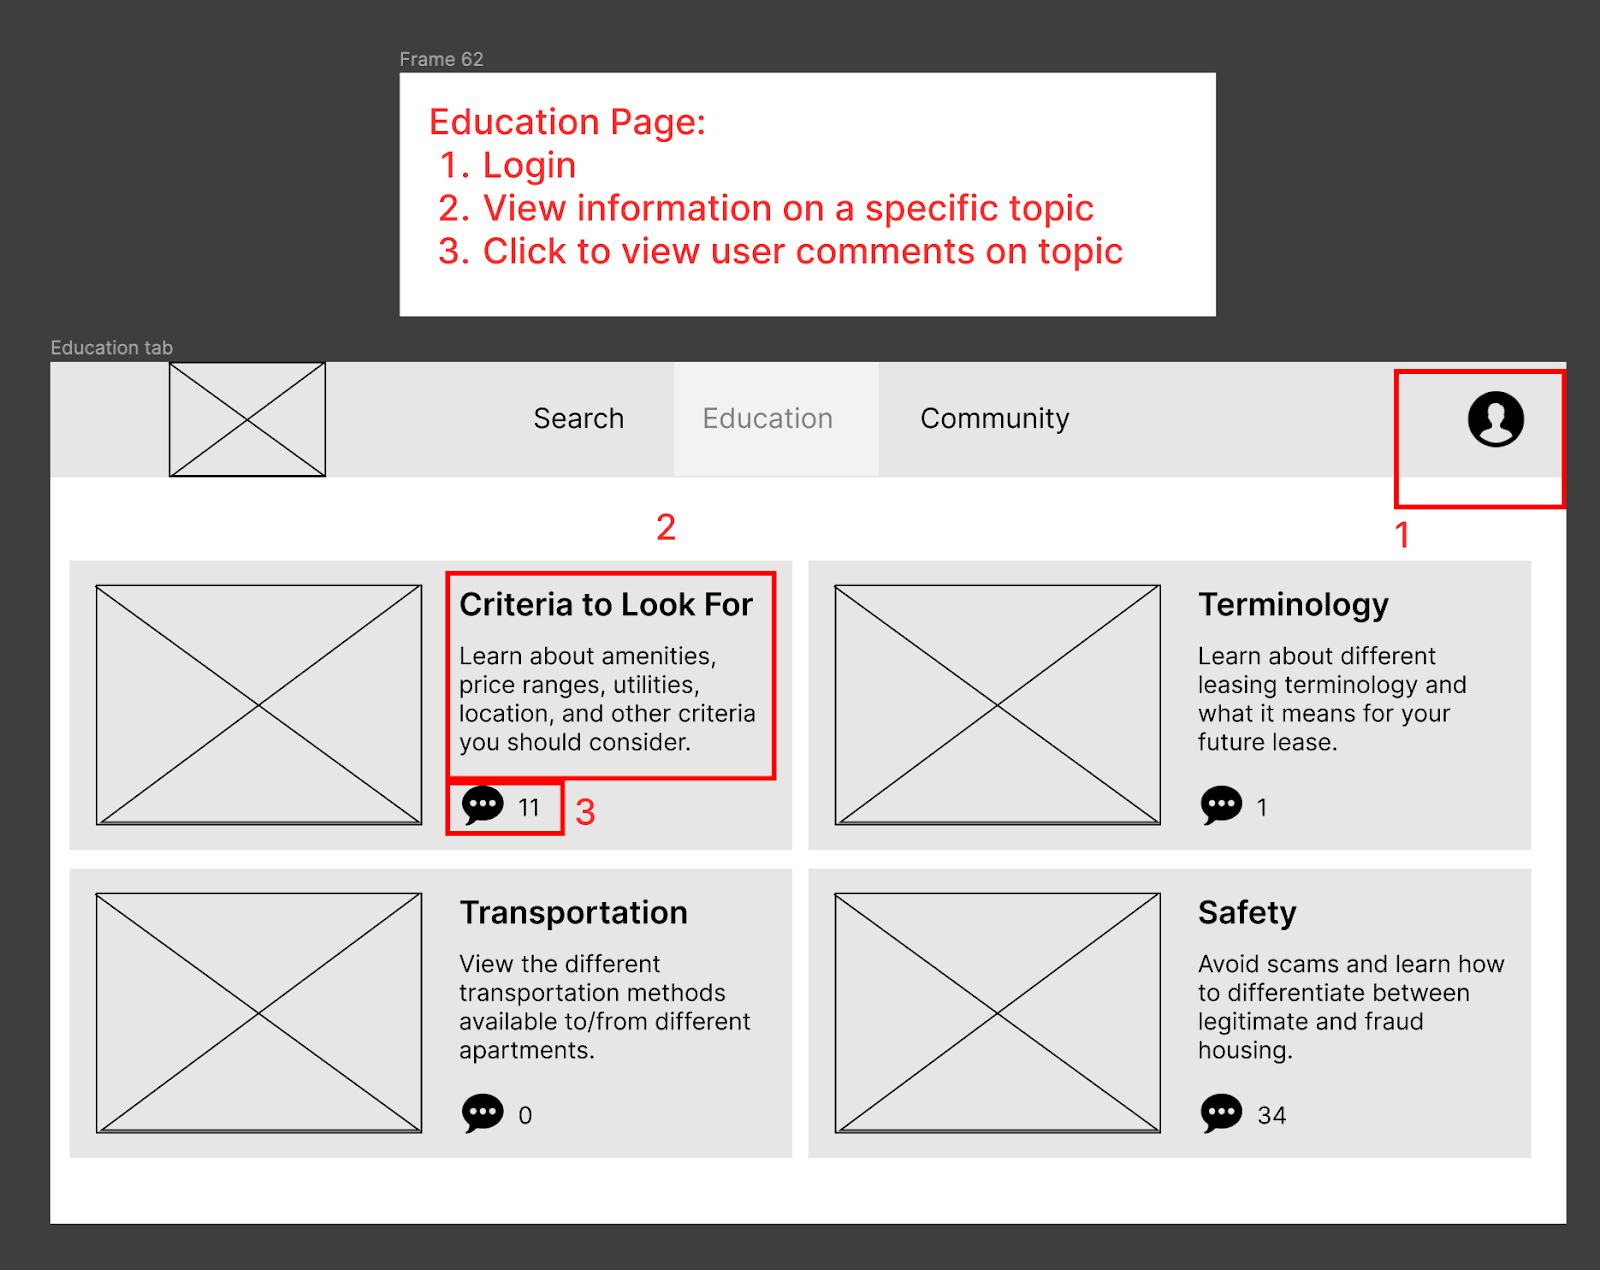 Frame 62
Education Page:
1. Login
2. View information on a specific topic
3. Click to view user comments on topic
Education tab
Search
Education
Community
1
2
Criteria to Look For
Learn about amenities,
price ranges, utilities,
location, and other criteria
you should consider.
11
3
Terminology
Learn about different
leasing terminology and
what it means for your
future lease.
1
Transportation
View the different
transportation methods
available to/from different
apartments.
0
Safety
Avoid scams and learn how
to differentiate between
legitimate and fraud
housing.
34